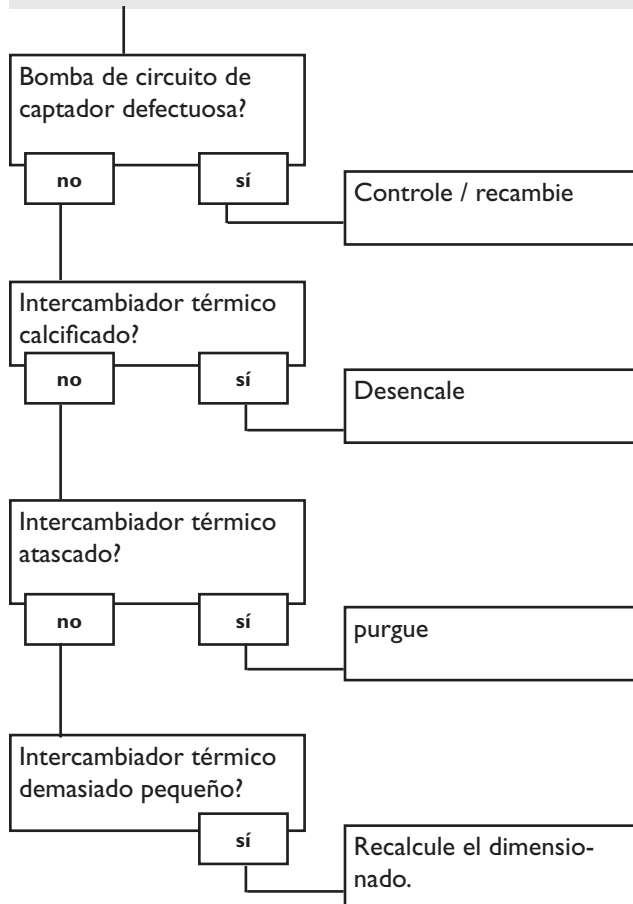 Bomba de circuito de
captador defectuosa?
no
sí
Controle / recambie
Intercambiador térmico
calcificado?
no
sí
Desencale
Intercambiador térmico
atascado?
no
sí
purgue
Intercambiador térmico
demasiado pequeño?
sí
Recalcule el dimensio-
nado.